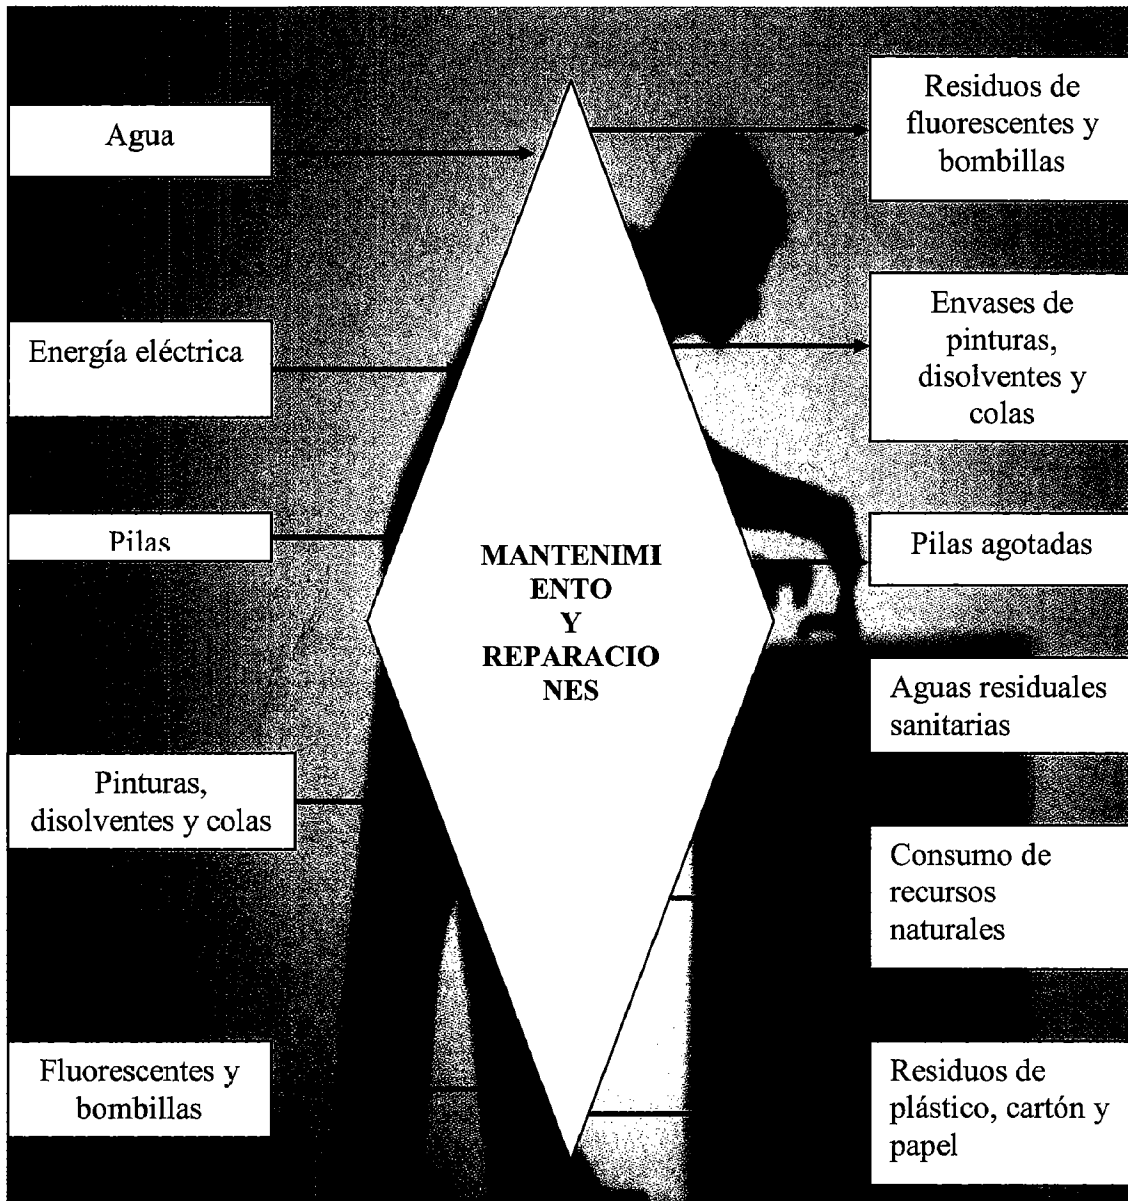 Agua
Energía eléctrica
Pilas
Pinturas,
disolventes y colas
Fluorescentes y
bombillas
MANTENIMI
ENTO
Y
REPARACIO
NES
Residuos de
fluorescentes y
bombillas
Envases de
pinturas,
disolventes y
colas
Pilas agotadas
Aguas residuales
sanitarias
Consumo de
recursos
naturales
Residuos de
plástico, cartón y
papel